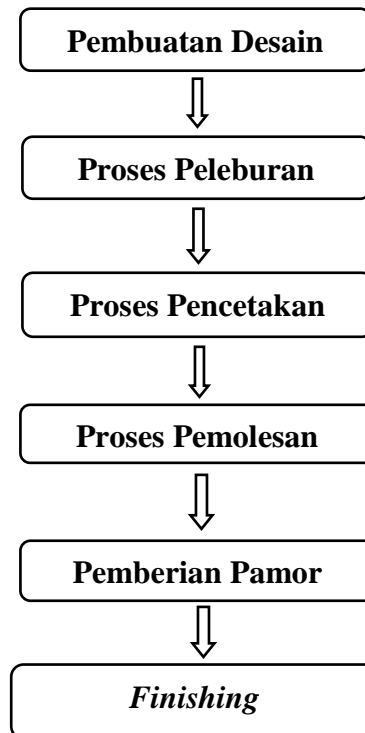 Pembuatan Desain
Proses Peleburan
Proses Pencetakan
Proses Pemolesan
Pemberian Pamor
Finishing